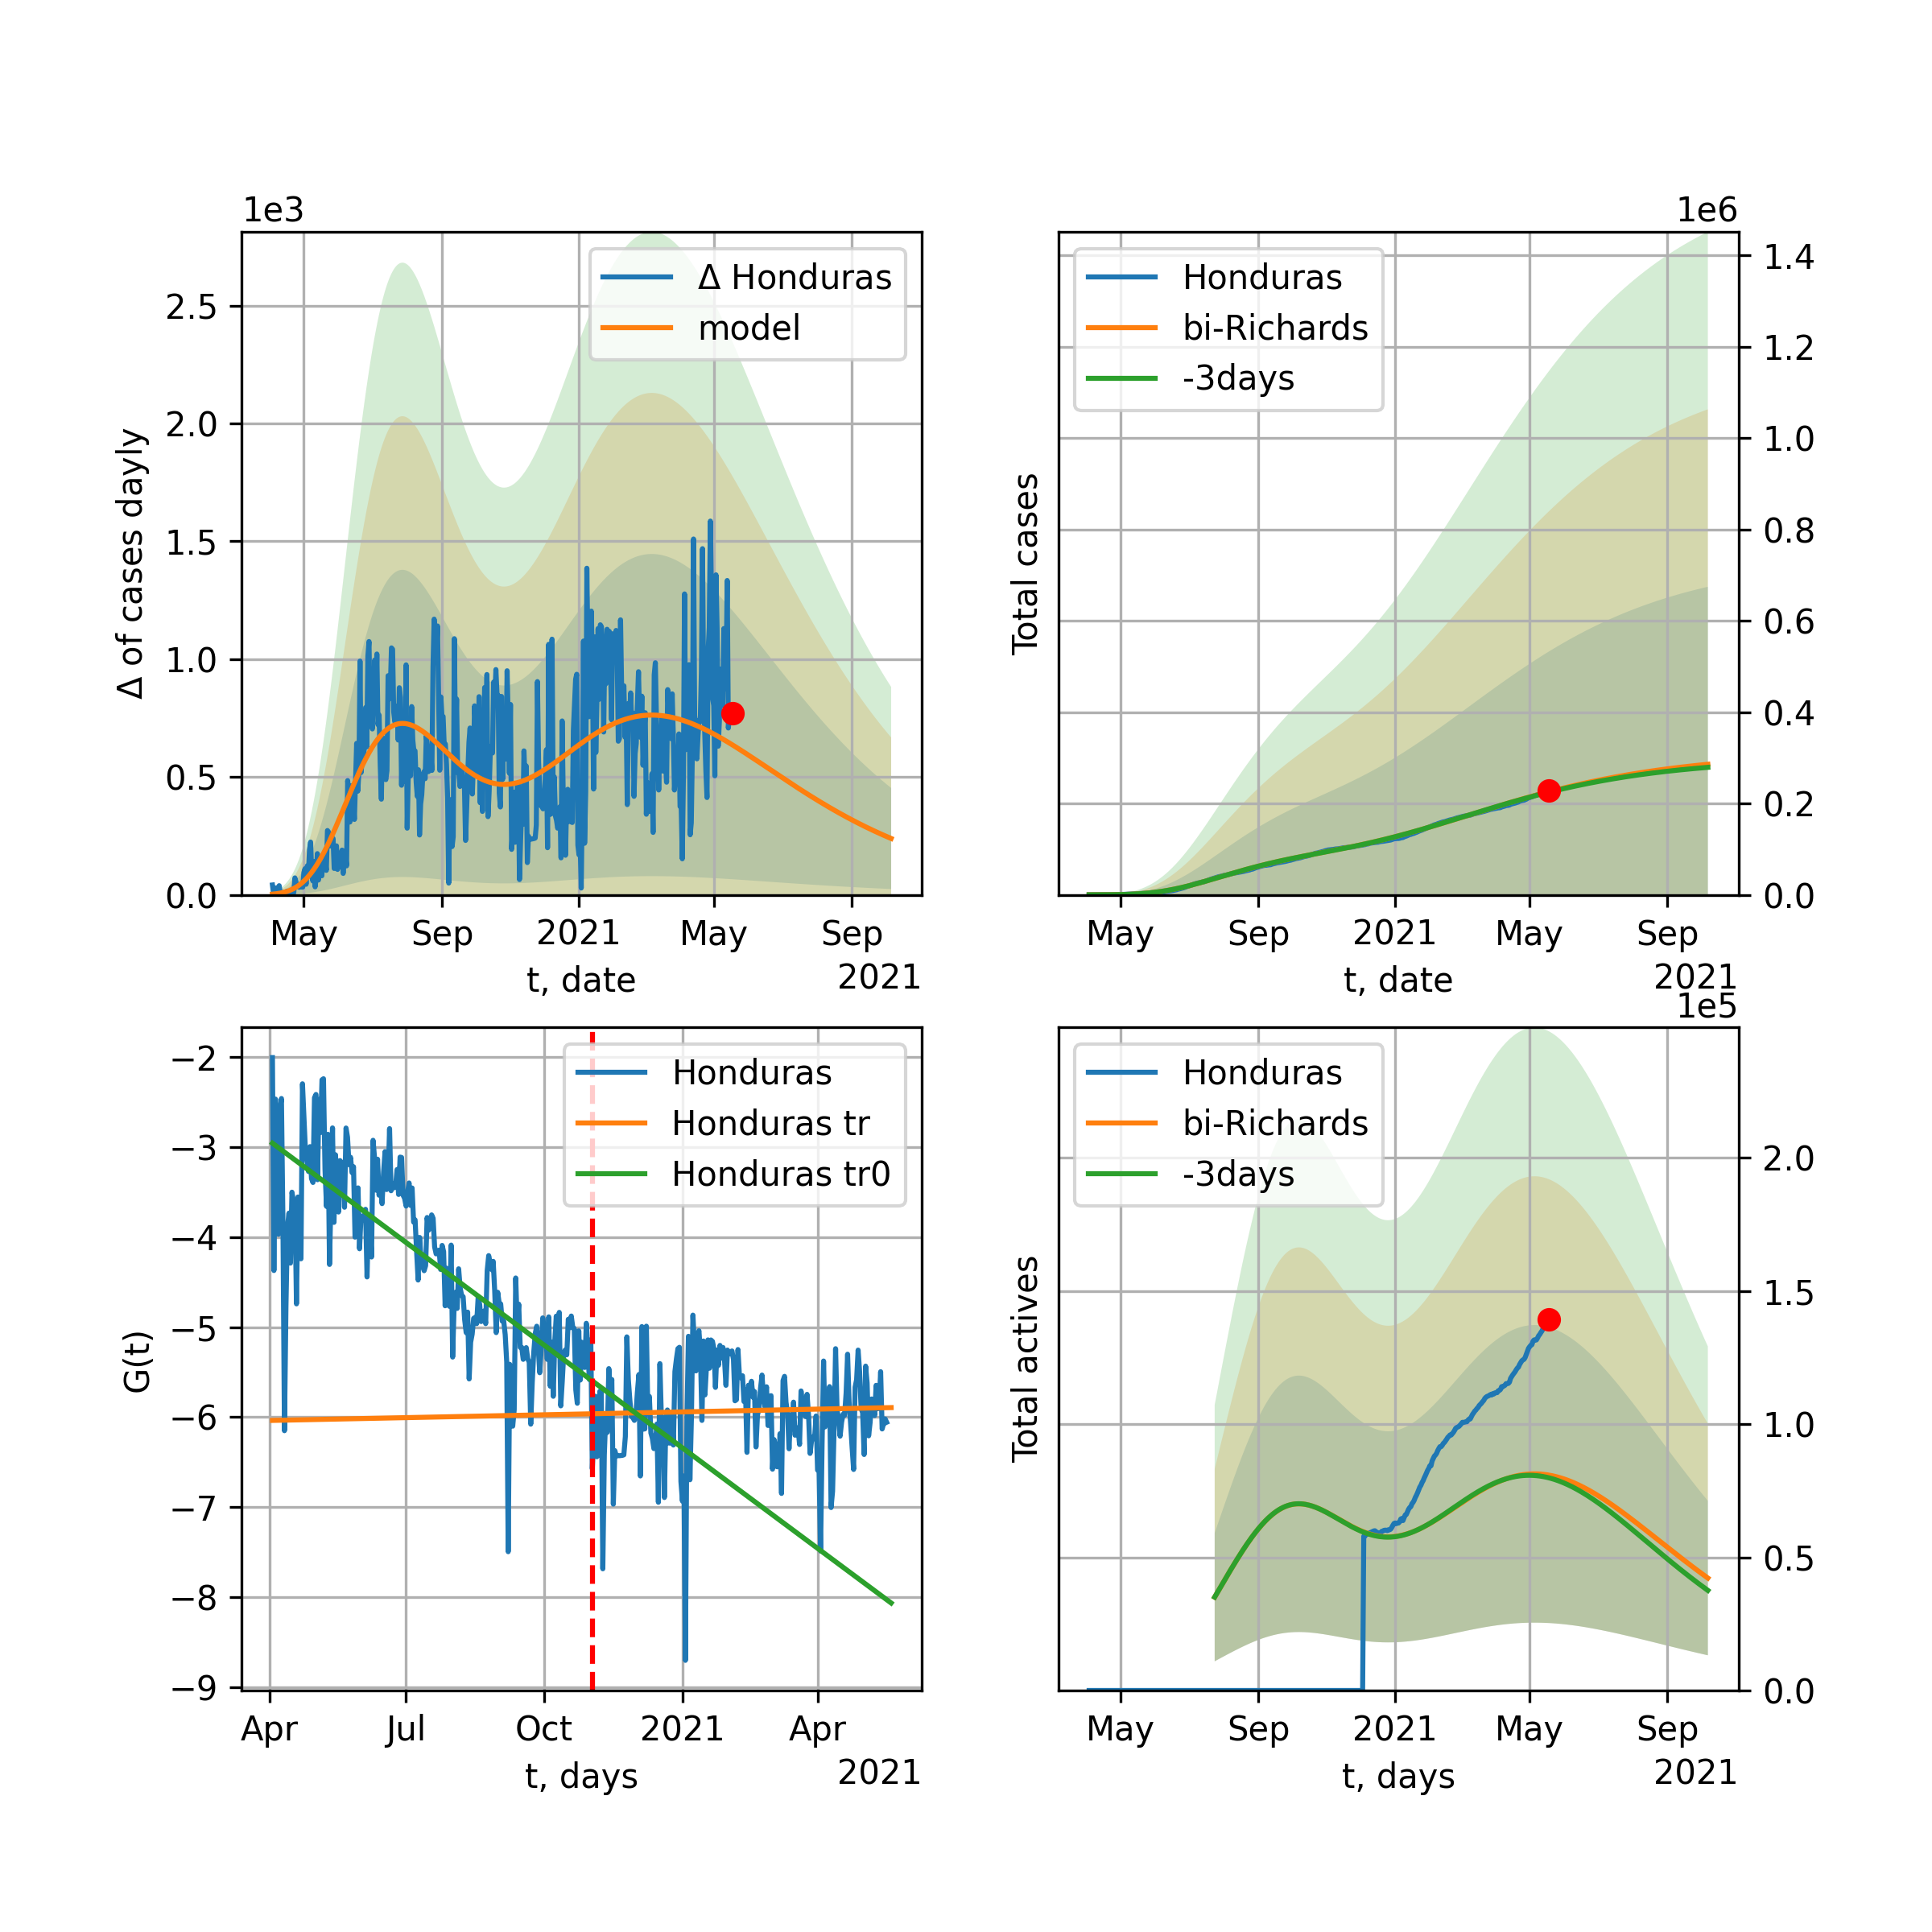 1e3
Δ of cases dayly
2.5
2.0
1.5
1.0
0.5
0.0
Δ Honduras
model
May Sep 2021 May Sep
t, date
2021
1e6
Total cases
Honduras
bi-Richards
-3days
1.4
1.2
1.0
0.8
0.6
0.4
0.2
0.0
May Sep 2021 May Sep
t, date
2021
G(t)
−2
−3
−4
−5
−6
−7
−8
−9
Honduras
Honduras tr
Honduras tr0
Apr Jul Oct 2021 Apr
t, days
2021
1e5
Total actives
Honduras
bi-Richards
-3days
2.0
1.5
1.0
0.5
0.0
May Sep 2021 May Sep
t, days
2021